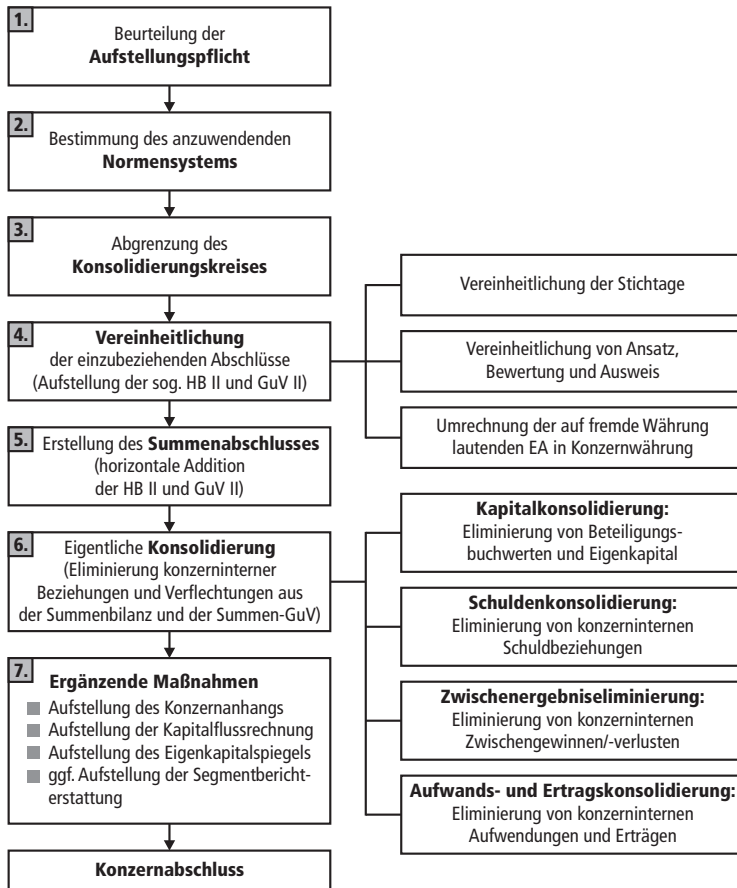 1.
Beurteilung der
Aufstellungspflicht
2.
Bestimmung des anzuwendenden
Normensystems
3.
Abgrenzung des
Konsolidierungskreises
4.
Vereinheitlichung
der einzubeziehenden Abschlüsse
(Aufstellung der sog. HB II und GuV II)
Vereinheitlichung der Stichtage
Vereinheitlichung von Ansatz,
Bewertung und Ausweis
Umrechnung der auf fremde Währung
lautenden EA in Konzernwährung
5.
Erstellung des Summenabschlusses
(horizontale Addition
der HB II und GuV II)
6.
Eigentliche Konsolidierung
(Eliminierung konzerninterner
Beziehungen und Verflechtungen aus
der Summenbilanz und der Summen-GuV)
Kapitalkonsolidierung:
Eliminierung von Beteiligungs-
buchwerten und Eigenkapital
Schuldenkonsolidierung:
Eliminierung von konzerninternen
Schuldbeziehungen
Zwischenergebniseliminierung:
Eliminierung von konzerninternen
Zwischengewinnen/-verlusten
Aufwands- und Ertragskonsolidierung:
Eliminierung von konzerninternen
Aufwendungen und Erträgen
7.
Ergänzende Maßnahmen
Aufstellung des Konzernanhangs
Aufstellung der Kapitalflussrechnung
Aufstellung des Eigenkapitalspiegels
ggf. Aufstellung der Segmentbericht-
erstattung
Konzernabschluss